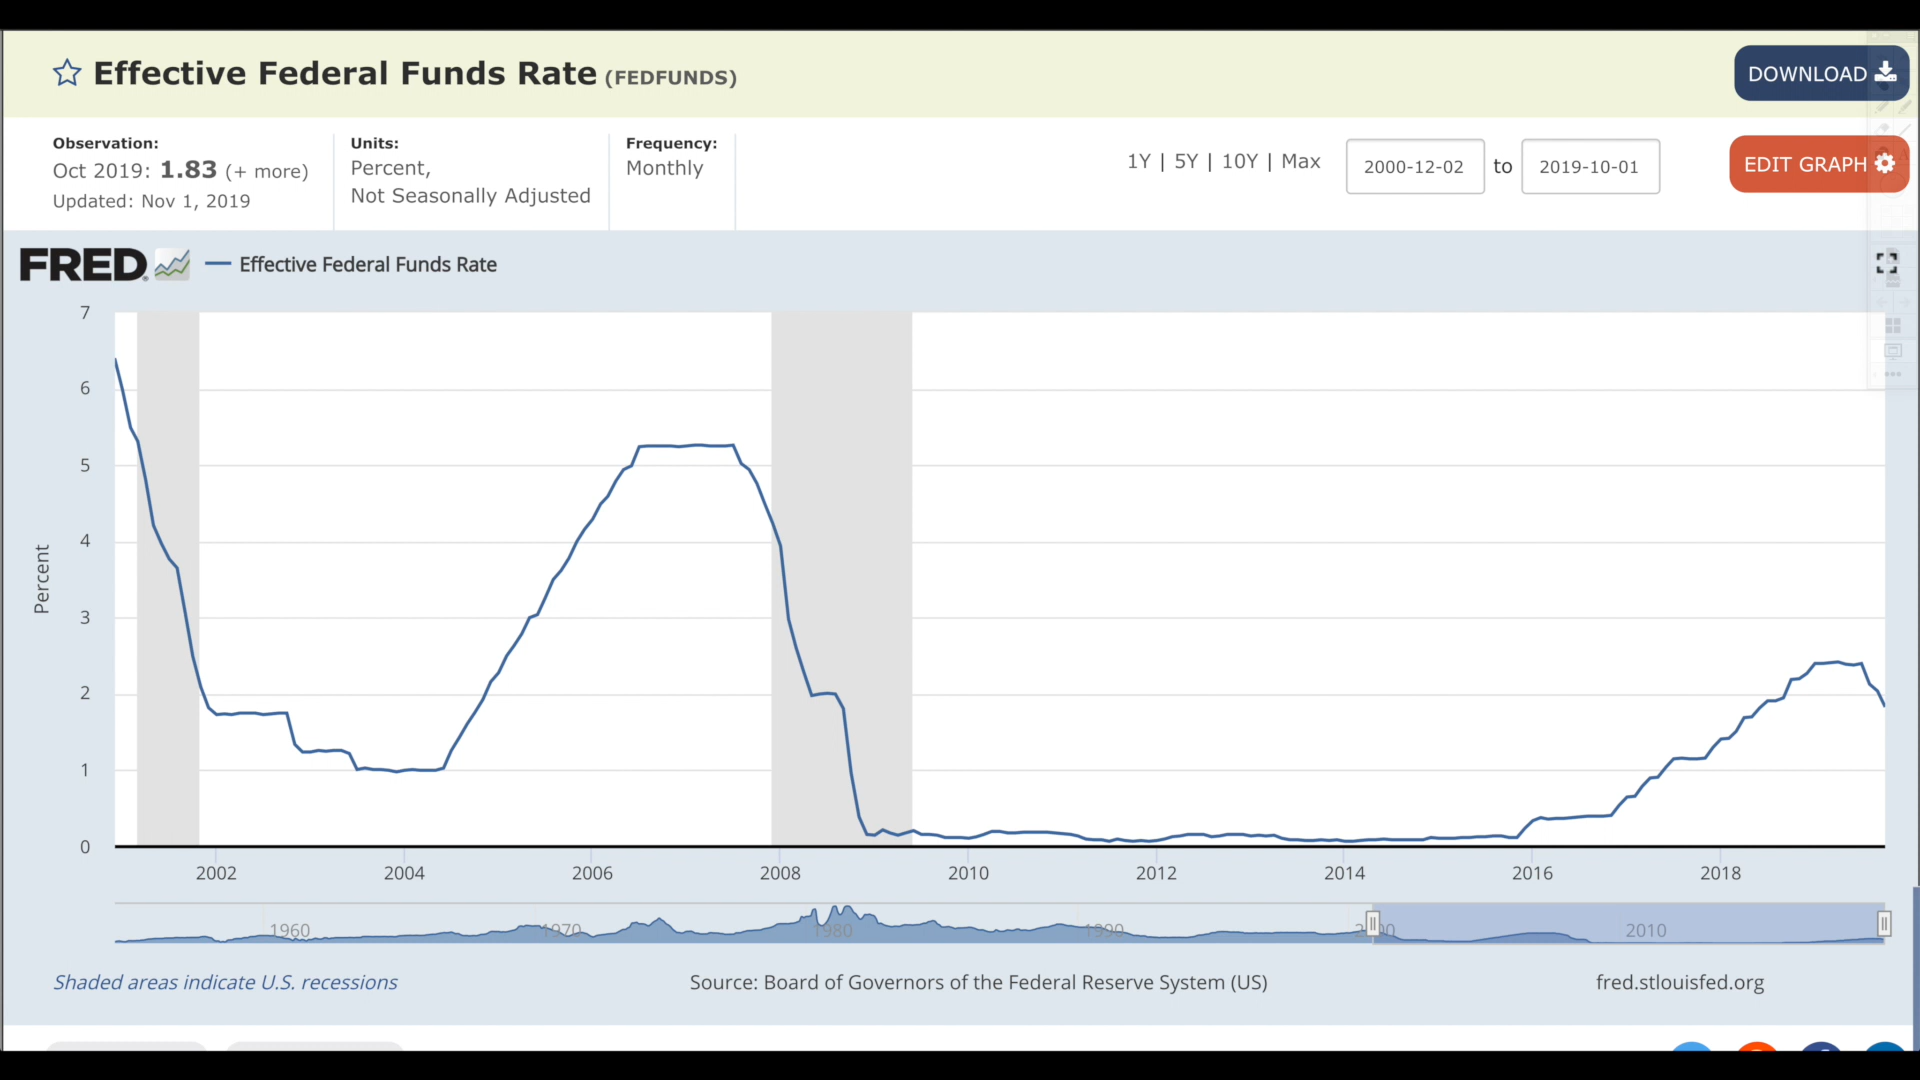 Effective Federal Funds Rate (FEDFUNDS)
DOWNLOAD
Observation:
Oct 2019: 1.83 (+ more)
Updated: Nov 1, 2019
Units:
Percent,
Not Seasonally Adjusted
Frequency:
Monthly
1Y | 5Y | 10Y | Max
2000-12-02 to 2019-10-01
EDIT GRAPH
FRED
Effective Federal Funds Rate
7
6
5
4
3
2
1
0
Percent
2002 2004 2006 2008 2010 2012 2014 2016 2018
1960 1970 1980 1990 2000 2010
Shaded areas indicate U.S. recessions
Source: Board of Governors of the Federal Reserve System (US)
fred.stlouisfed.org